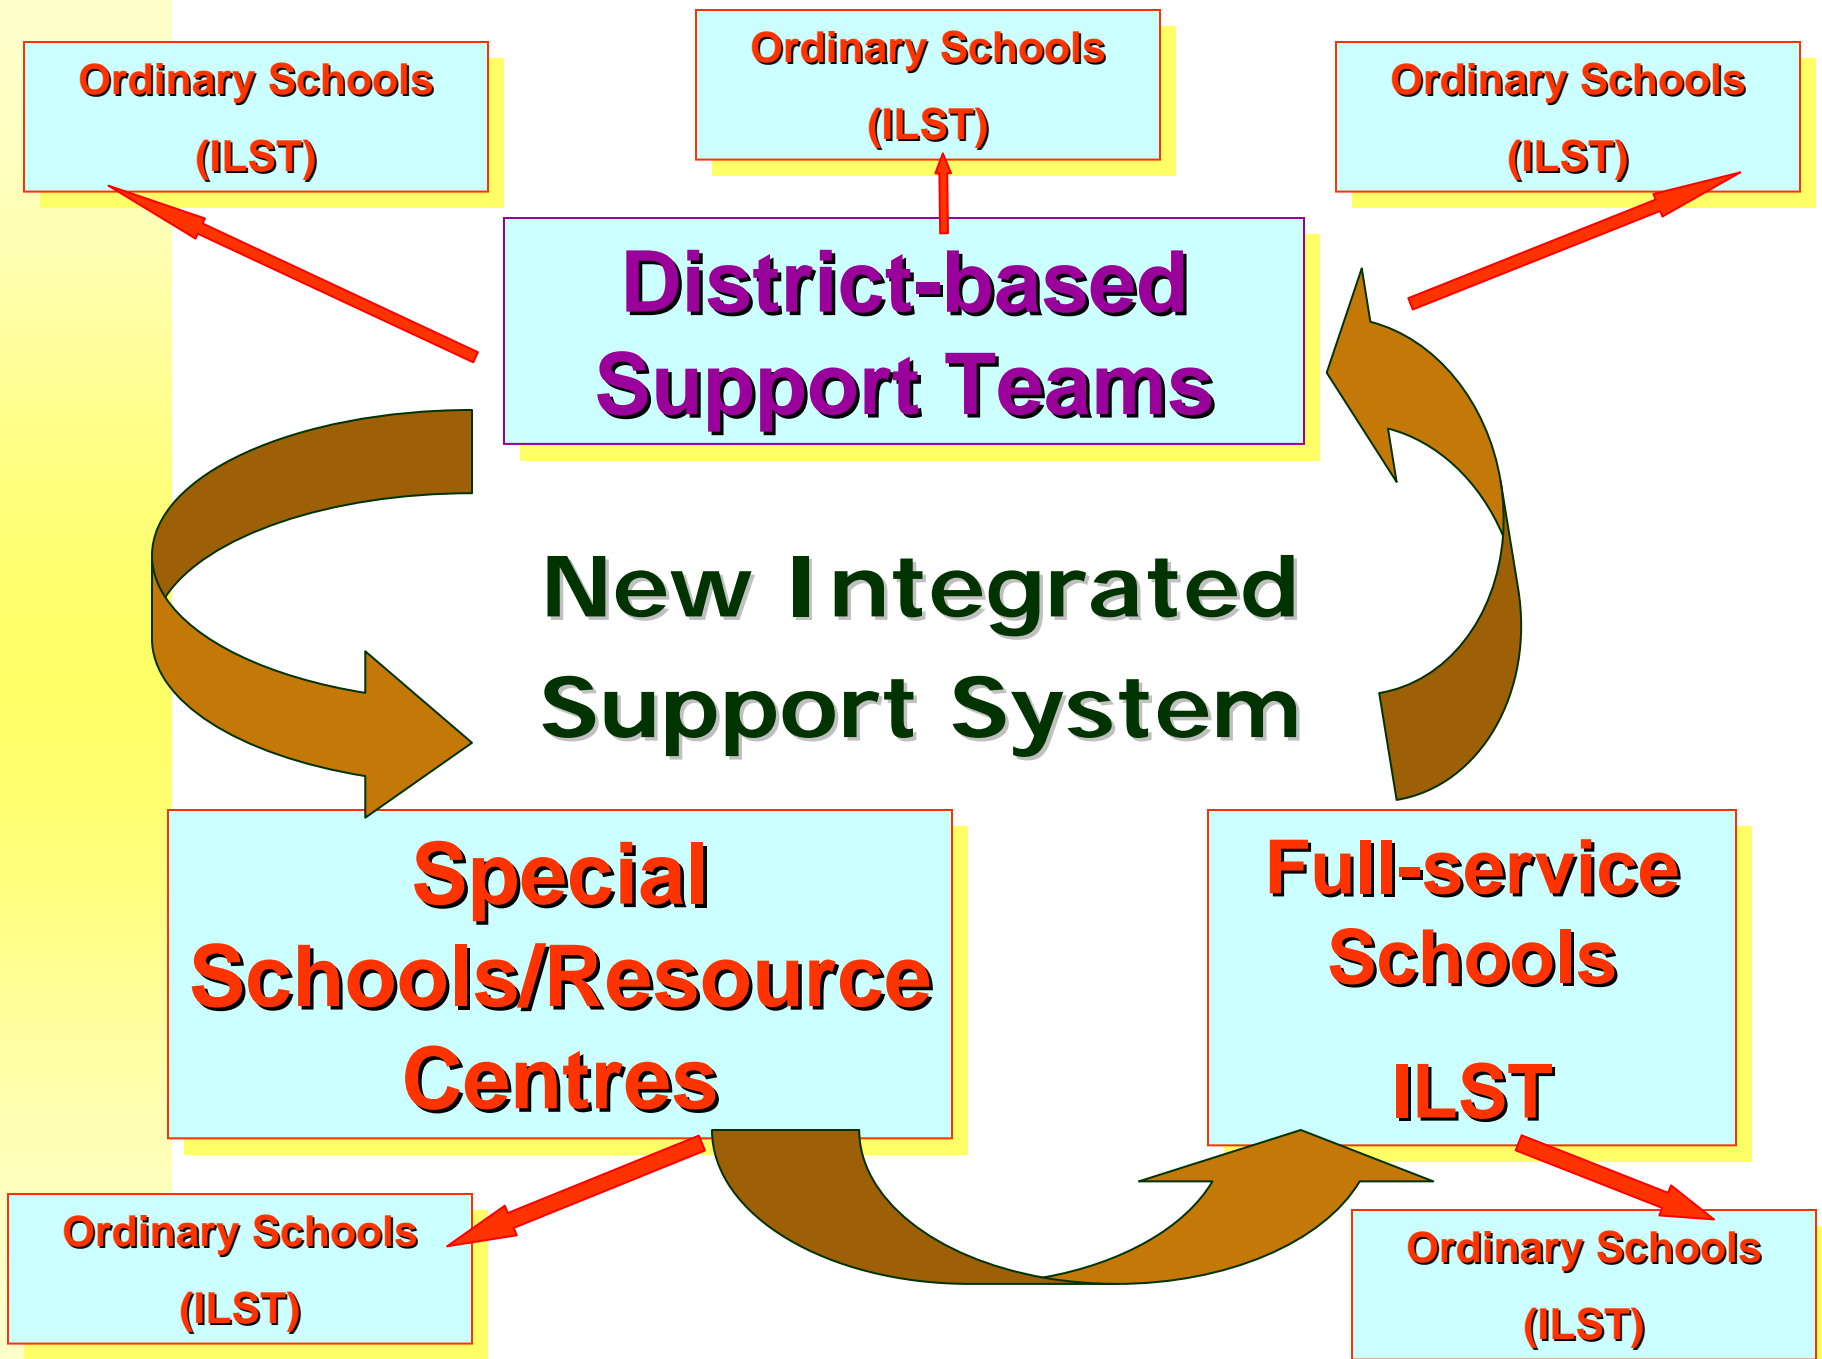 Ordinary Schools
(ILST)
Ordinary Schools
(ILST)
Ordinary Schools
(ILST)
District-based
Support Teams
New Integrated
Support System
Special
Schools/Resource
Centres
Full-service
Schools
ILST
Ordinary Schools
(ILST)
Ordinary Schools
(ILST)